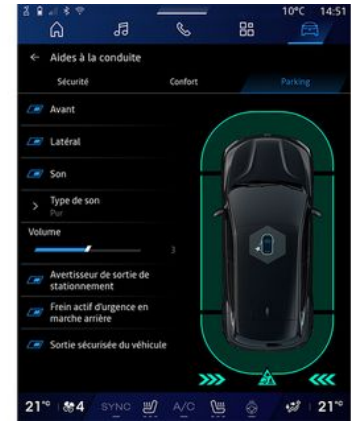 10°C 14:51
Aides à la conduite
Sécurité Confort Parking
Avant
Latéral
Son
Type de son
Pur
Volume
3
Avertisseur de sortie de
stationnement
Frein actif d'urgence en
marche arrière
Sortie sécurisée du véhicule
21°C 4 SYNC A/C 21°C